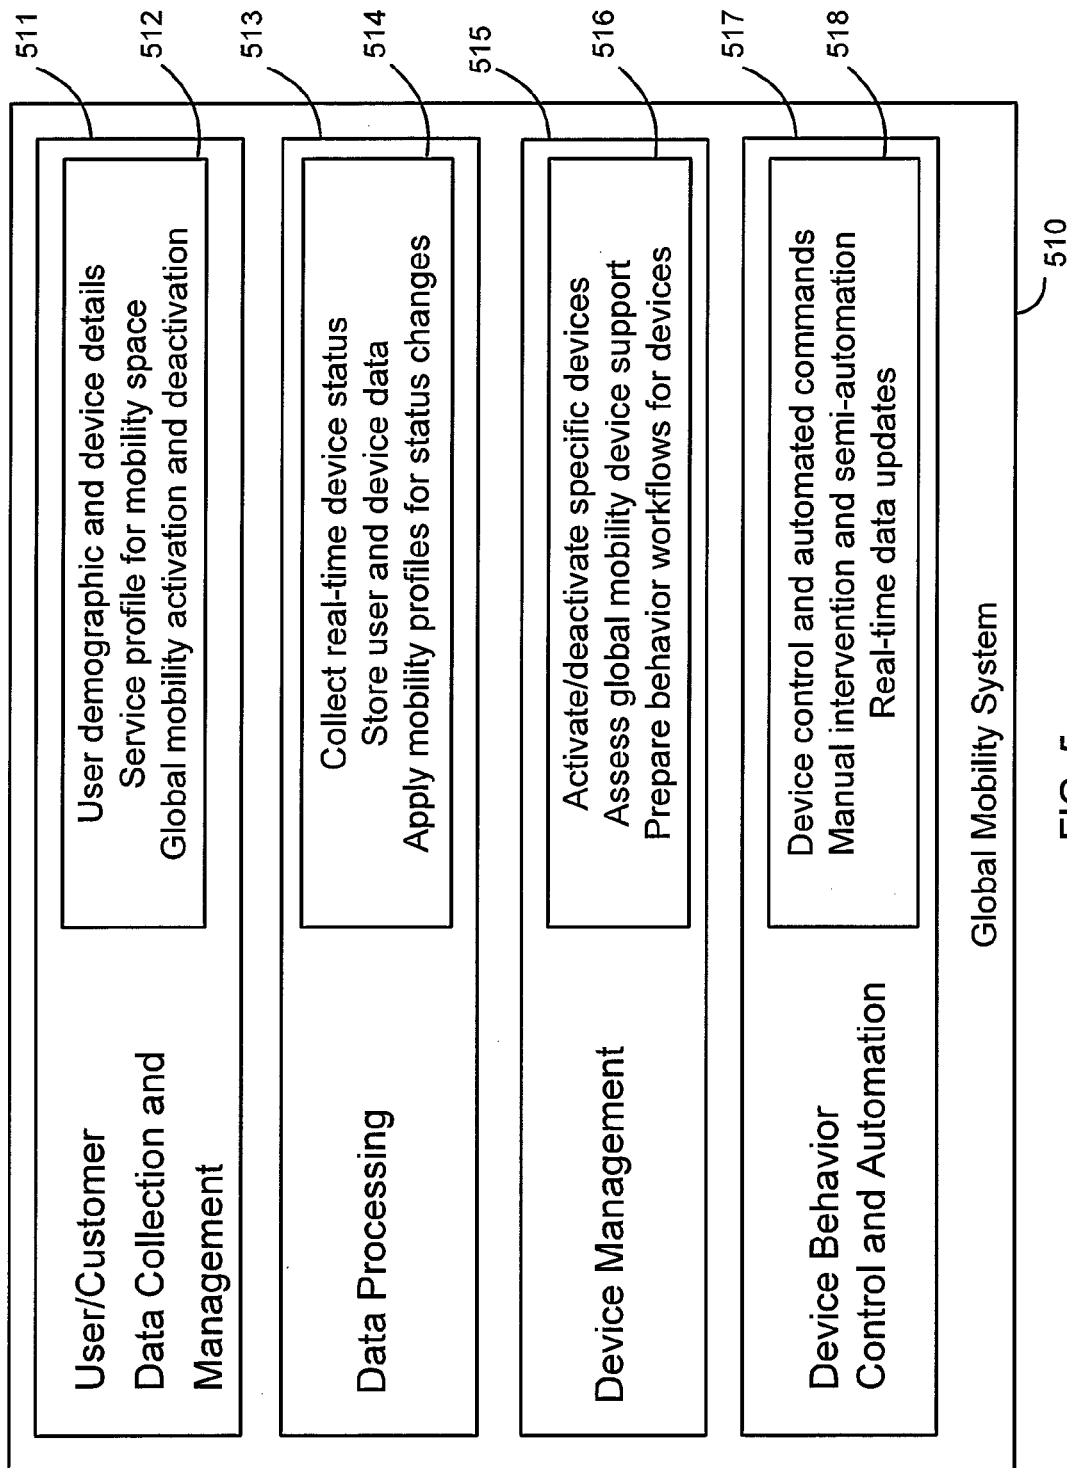 User/Customer
Data Collection and
Management
User demographic and device details
Service profile for mobility space
Global mobility activation and deactivation
511
512
Data Processing
Collect real-time device status
Store user and device data
Apply mobility profiles for status changes
513
514
Device Management
Activate/deactivate specific devices
Assess global mobility device support
Prepare behavior workflows for devices
515
516
Device Behavior
Control and Automation
Device control and automated commands
Manual intervention and semi-automation
Real-time data updates
517
518
Global Mobility System
510